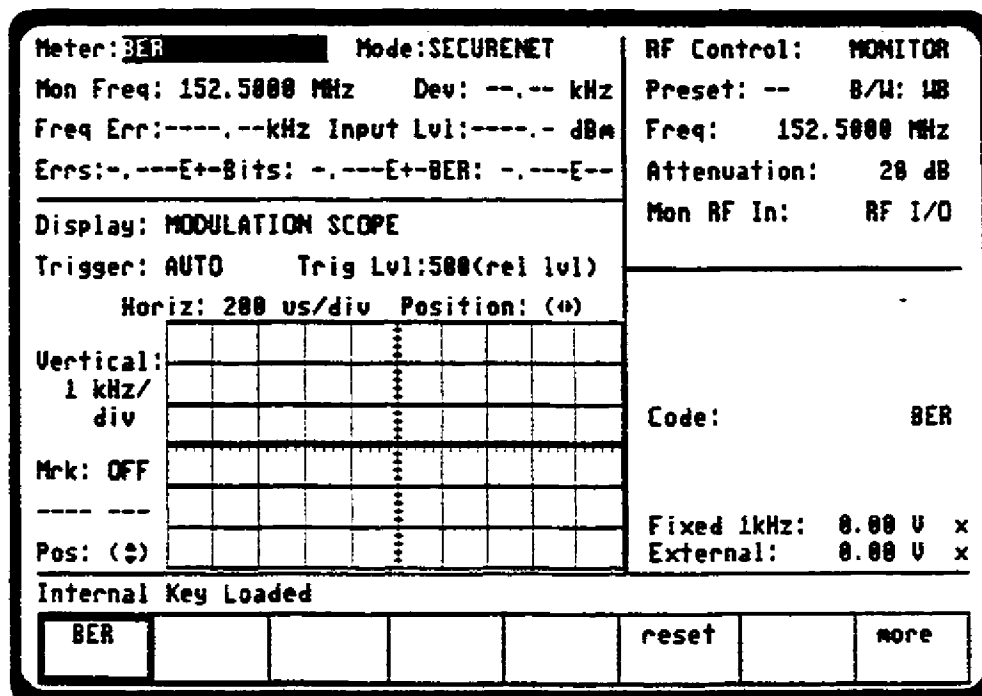 Meter:BER Mode:SECURENET
Mon Freq: 152.5000 MHz Dev: --.-- kHz
Freq Err:----.--kHz Input Lvl:----.- dBm
Errs:-.---E+-Bits: -.---E+-BER: -.---E--
Display: MODULATION SCOPE
Trigger: AUTO Trig Lvl:500(rel lvl)
Horiz: 200 us/div Position: (↔)
Vertical:
1 kHz/
div
Mrk: OFF
---- ---
Pos: (↕)
RF Control: MONITOR
Preset: -- B/W: WB
Freq: 152.5000 MHz
Attenuation: 20 dB
Mon RF In: RF I/O
Code: BER
Fixed 1kHz: 0.00 V x
External: 0.00 V x
Internal Key Loaded
BER reset more